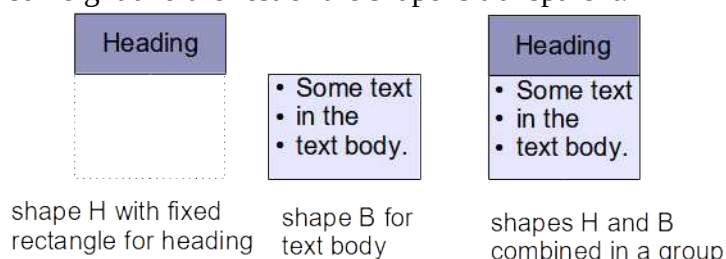 Heading
Heading
• Some text
• in the
• text body.
• Some text
• in the
• text body.
shape H with fixed
rectangle for heading
shape B for
text body
shapes H and B
combined in a group